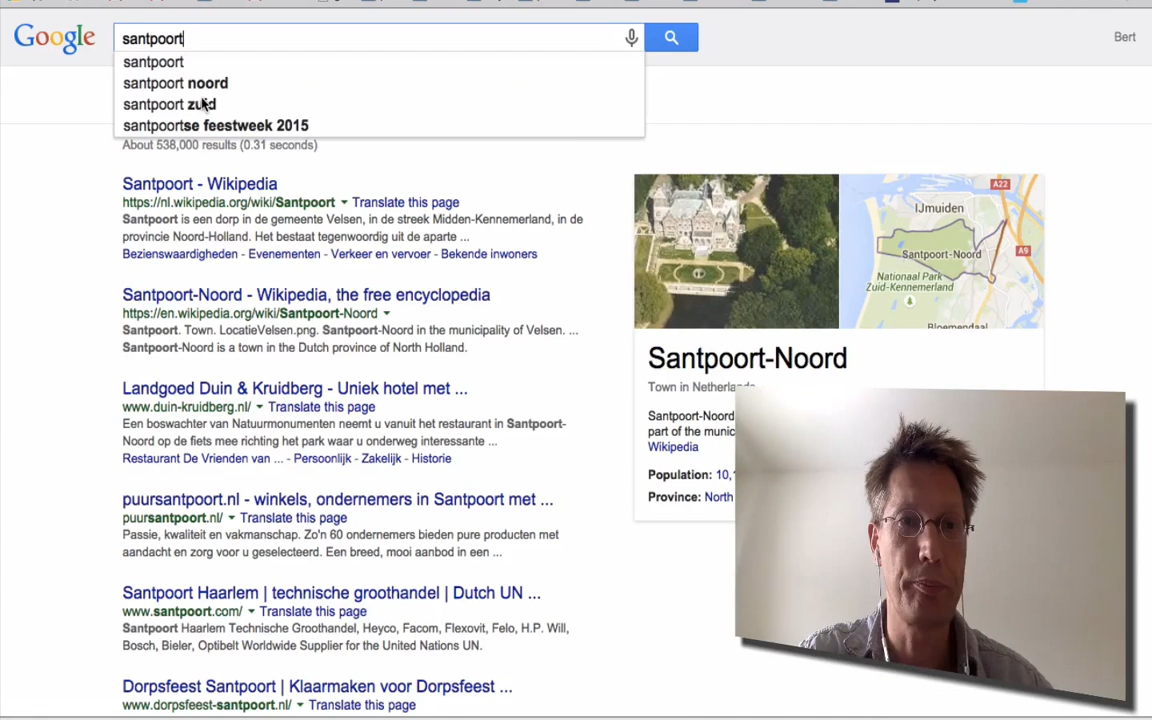 Google
santpoort
Bert
santpoort
santpoort noord
santpoort zuid
santpoortse feestweek 2015
About 538,000 results (0.31 seconds)
Santpoort - Wikipedia
https://nl.wikipedia.org/wiki/Santpoort Translate this page
Santpoort is een dorp in de gemeente Velsen, in de streek Midden-Kennemerland, in de
provincie Noord-Holland. Het bestaat tegenwoordig uit de aparte ...
Bezienswaardigheden - Evenementen - Verkeer en vervoer - Bekende inwoners
Santpoort-Noord - Wikipedia, the free encyclopedia
https://en.wikipedia.org/wiki/Santpoort-Noord
Santpoort. Town. LocatieVelsen.png. Santpoort-Noord in the municipality of Velsen. ...
Santpoort-Noord is a town in the Dutch province of North Holland.
Landgoed Duin & Kruidberg - Uniek hotel met ...
www.duin-kruidberg.nl/ Translate this page
Een boswachter van Natuurmonumenten neemt u vanuit het restaurant in Santpoort-
Noord op de fiets mee richting het park waar u onderweg interessante ...
Restaurant De Vrienden van ... - Persoonlijk - Zakelijk - Historie
puursantpoort.nl - winkels, ondernemers in Santpoort met ...
puursantpoort.nl/ Translate this page
Passie, kwaliteit en vakmanschap. Zo'n 60 ondernemers bieden pure producten met
aandacht en zorg voor u geselecteerd. Een breed, mooi aanbod in een ...
Santpoort Haarlem | technische groothandel | Dutch UN ...
www.santpoort.com/ Translate this page
Santpoort Haarlem Technische Groothandel, Heyco, Facom, Flexovit, Felo, H.P. Will,
Bosch, Bieler, Optibelt Worldwide Supplier for the United Nations UN.
Dorpsfeest Santpoort | Klaarmaken voor Dorpsfeest ...
www.dorpsfeest-santpoort.nl/ Translate this page
A22
IJmuiden
A9
Santpoort-Noord
Nationaal Park
Zuid-Kennemerland
Bloemendaal
Santpoort-Noord
Town in Netherlands
Santpoort-Noord
part of the munic
Wikipedia
Population: 10,
Province: North